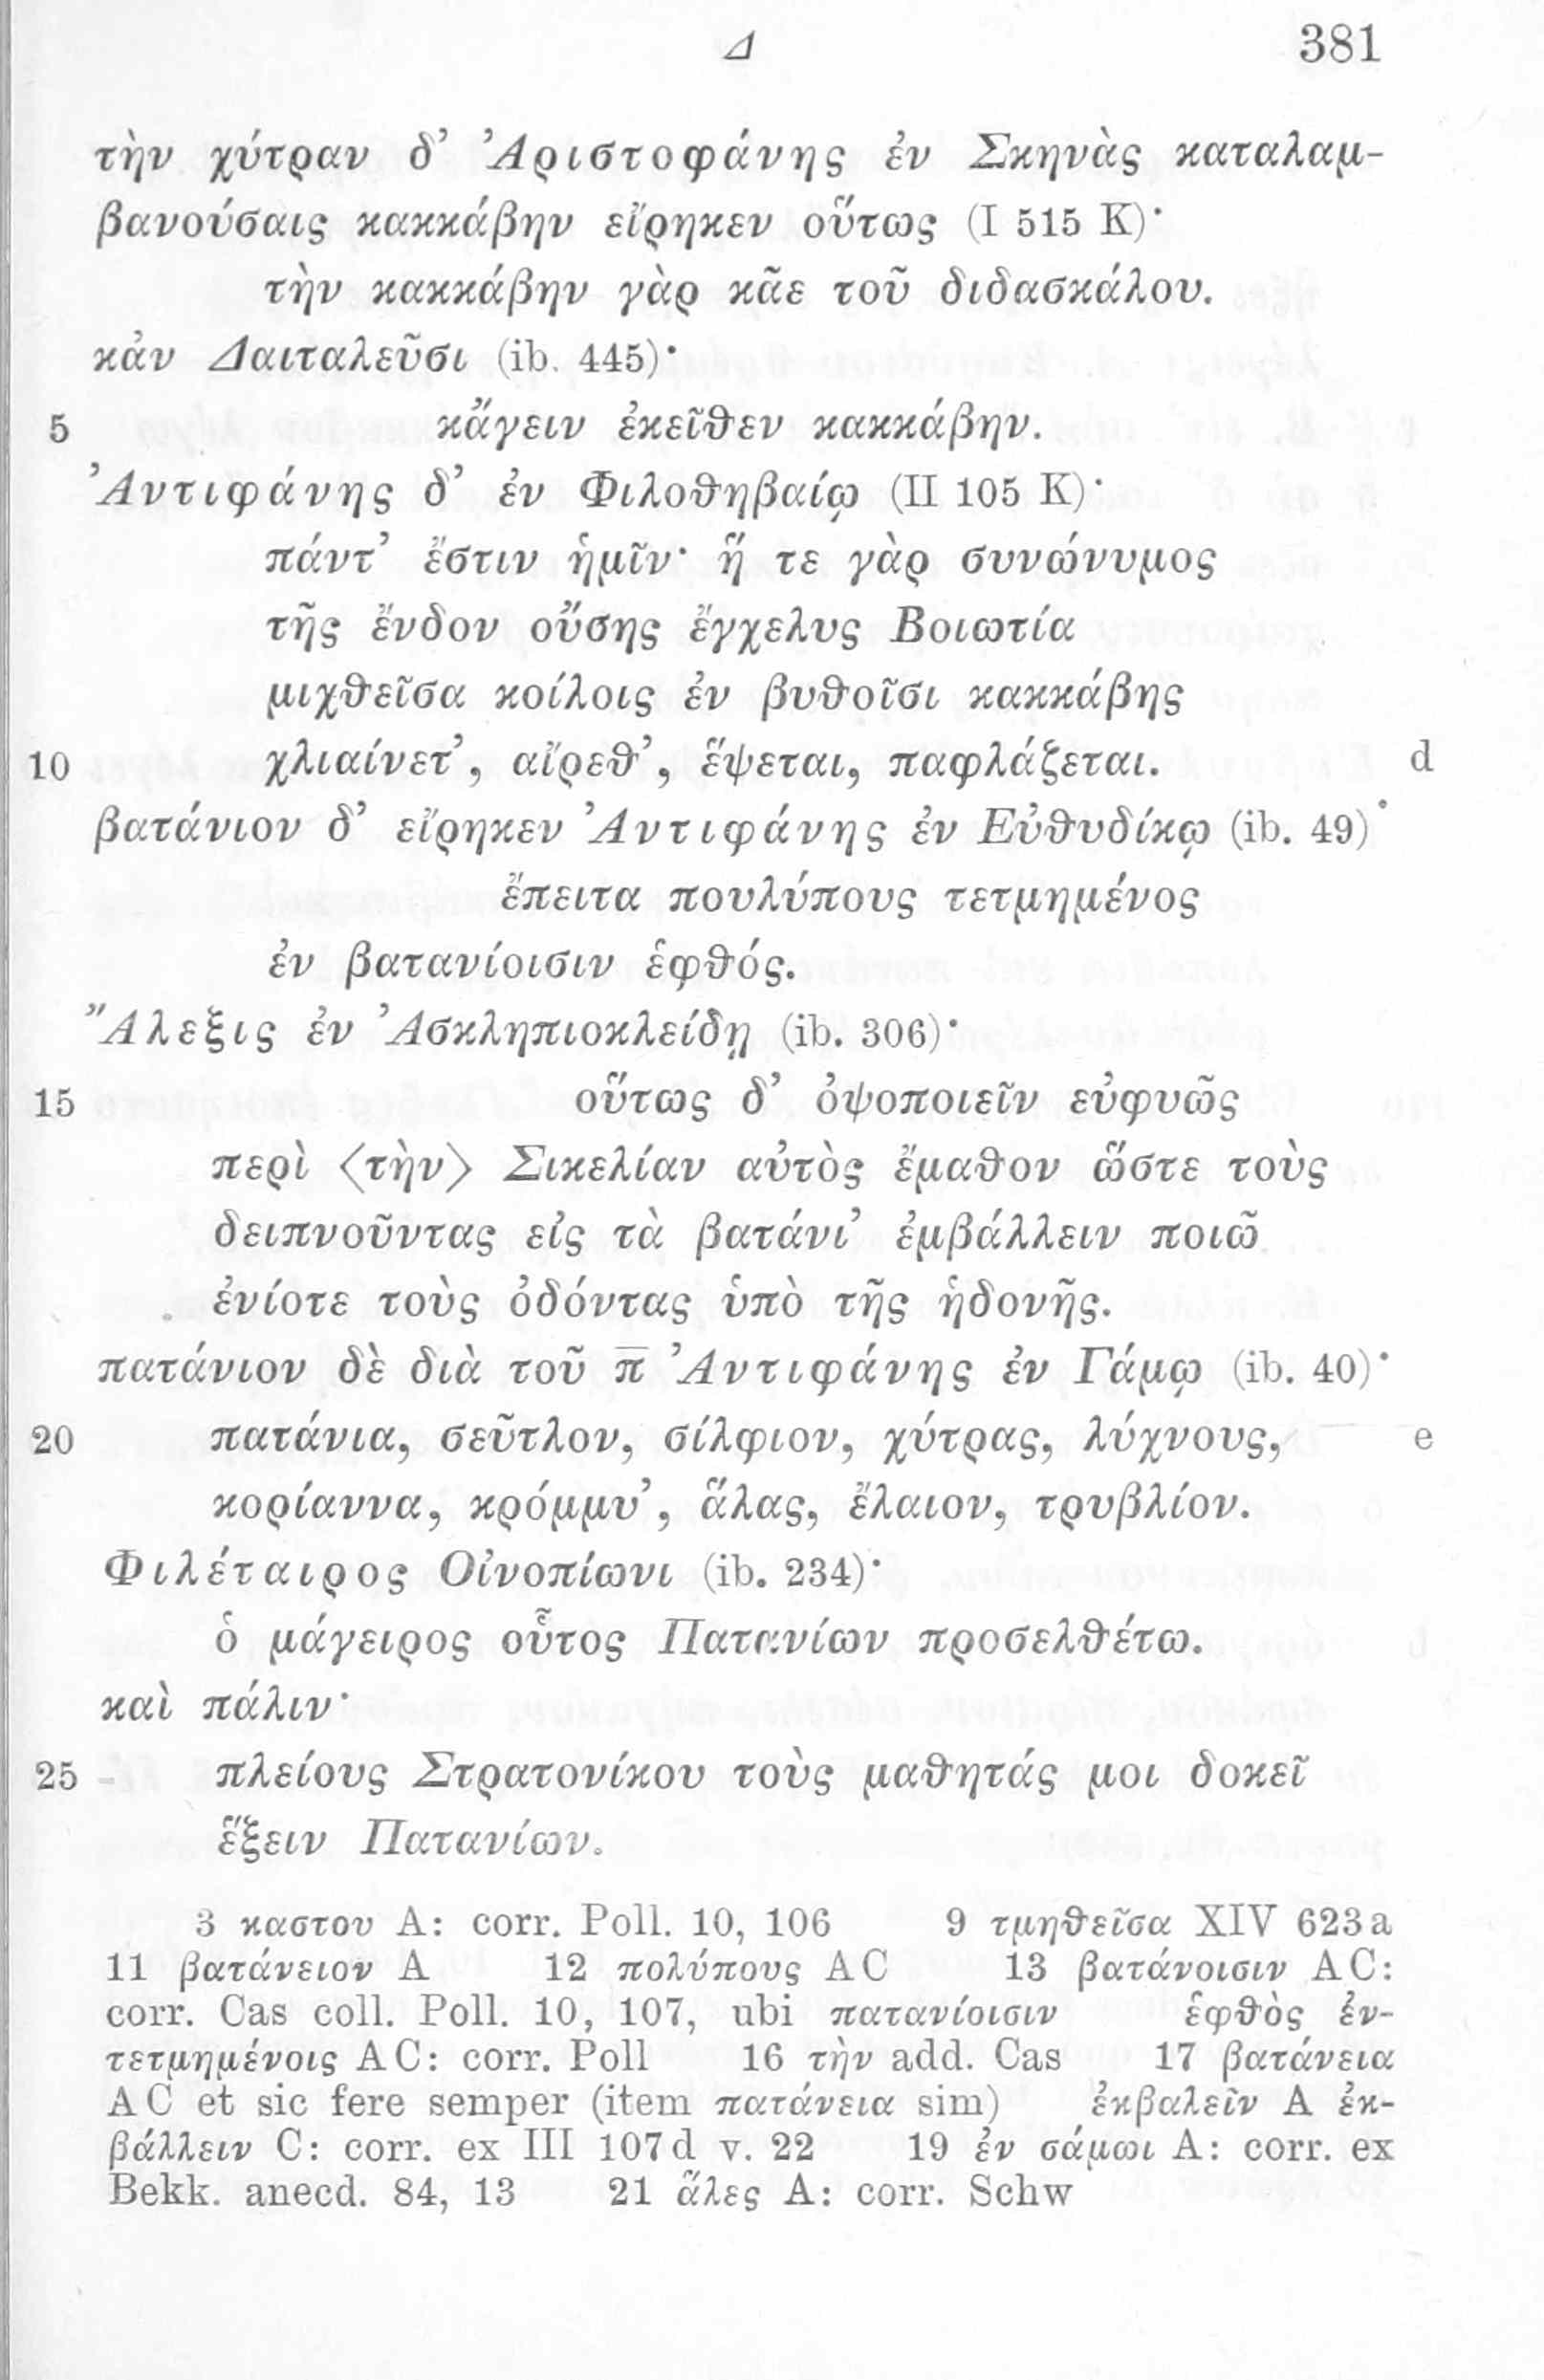 Δ 381
τὴν χύτραν δ’ Ἀριστοφάνης ἐν Σκηνὰς καταλαμ-
βανούσαις κακκάβην εἴρηκεν οὕτως (I 515 K)·
τὴν κακκάβην γὰρ κᾶε τοῦ διδασκάλου.
κἀν Δαιταλεῦσι (ib. 445)·
5 κἄγειν ἐκεῖθεν κακκάβην.
Ἀντιφάνης δ’ ἐν Φιλοθηβαίῳ (II 105 K)·
πάντ’ ἔστιν ἡμῖν· ἥ τε γὰρ συνώνυμος
τῆς ἔνδον οὔσης ἔγχελυς Βοιωτία
μιχθεῖσα κοίλοις ἐν βυθοῖσι κακκάβης
10 χλιαίνετ’, αἴρεθ’, ἕψεται, παφλάζεται. d
βατάνιον δ’ εἴρηκεν Ἀντιφάνης ἐν Εὐθυδίκῳ (ib. 49)·
ἔπειτα πουλύπους τετμημένος
ἐν βατανίοισιν ἑφθός.
Ἄλεξις ἐν Ἀσκληπιοκλείδῃ (ib. 306)·
15 οὕτως δ’ ὀψοποιεῖν εὐφυῶς
περὶ ⟨τὴν⟩ Σικελίαν αὐτὸς ἔμαθον ὥστε τοὺς
δειπνοῦντας εἰς τὰ βατάνι’ ἐμβάλλειν ποιῶ
ἐνίοτε τοὺς ὀδόντας ὑπὸ τῆς ἡδονῆς.
πατάνιον δὲ διὰ τοῦ π̅ Ἀντιφάνης ἐν Γάμῳ (ib. 40)·
20 πατάνια, σεῦτλον, σίλφιον, χύτρας, λύχνους, e
κορίαννα, κρόμμυ’, ἅλας, ἔλαιον, τρυβλίον.
Φιλέταιρος Οἰνοπίωνι (ib. 234)·
ὁ μάγειρος οὗτος Πατανίων προσελθέτω.
καὶ πάλιν·
25 πλείους Στρατονίκου τοὺς μαθητάς μοι δοκεῖ
ἕξειν Πατανίων.
3 καστου A: corr. Poll. 10, 106 9 τμηθεῖσα XIV 623a
11 βατάνειον A 12 πολύπους AC 13 βατάνοισιν AC:
corr. Cas coll. Poll. 10, 107, ubi πατανίοισιν ἑφθὸς ἐν-
τετμημένοις AC: corr. Poll 16 τὴν add. Cas 17 βατάνεια
AC et sic fere semper (item πατάνεια sim) ἐκβαλεῖν A ἐκ-
βάλλειν C: corr. ex III 107d v. 22 19 ἐν σάμωι A: corr. ex
Bekk. anecd. 84, 13 21 ἅλες A: corr. Schw